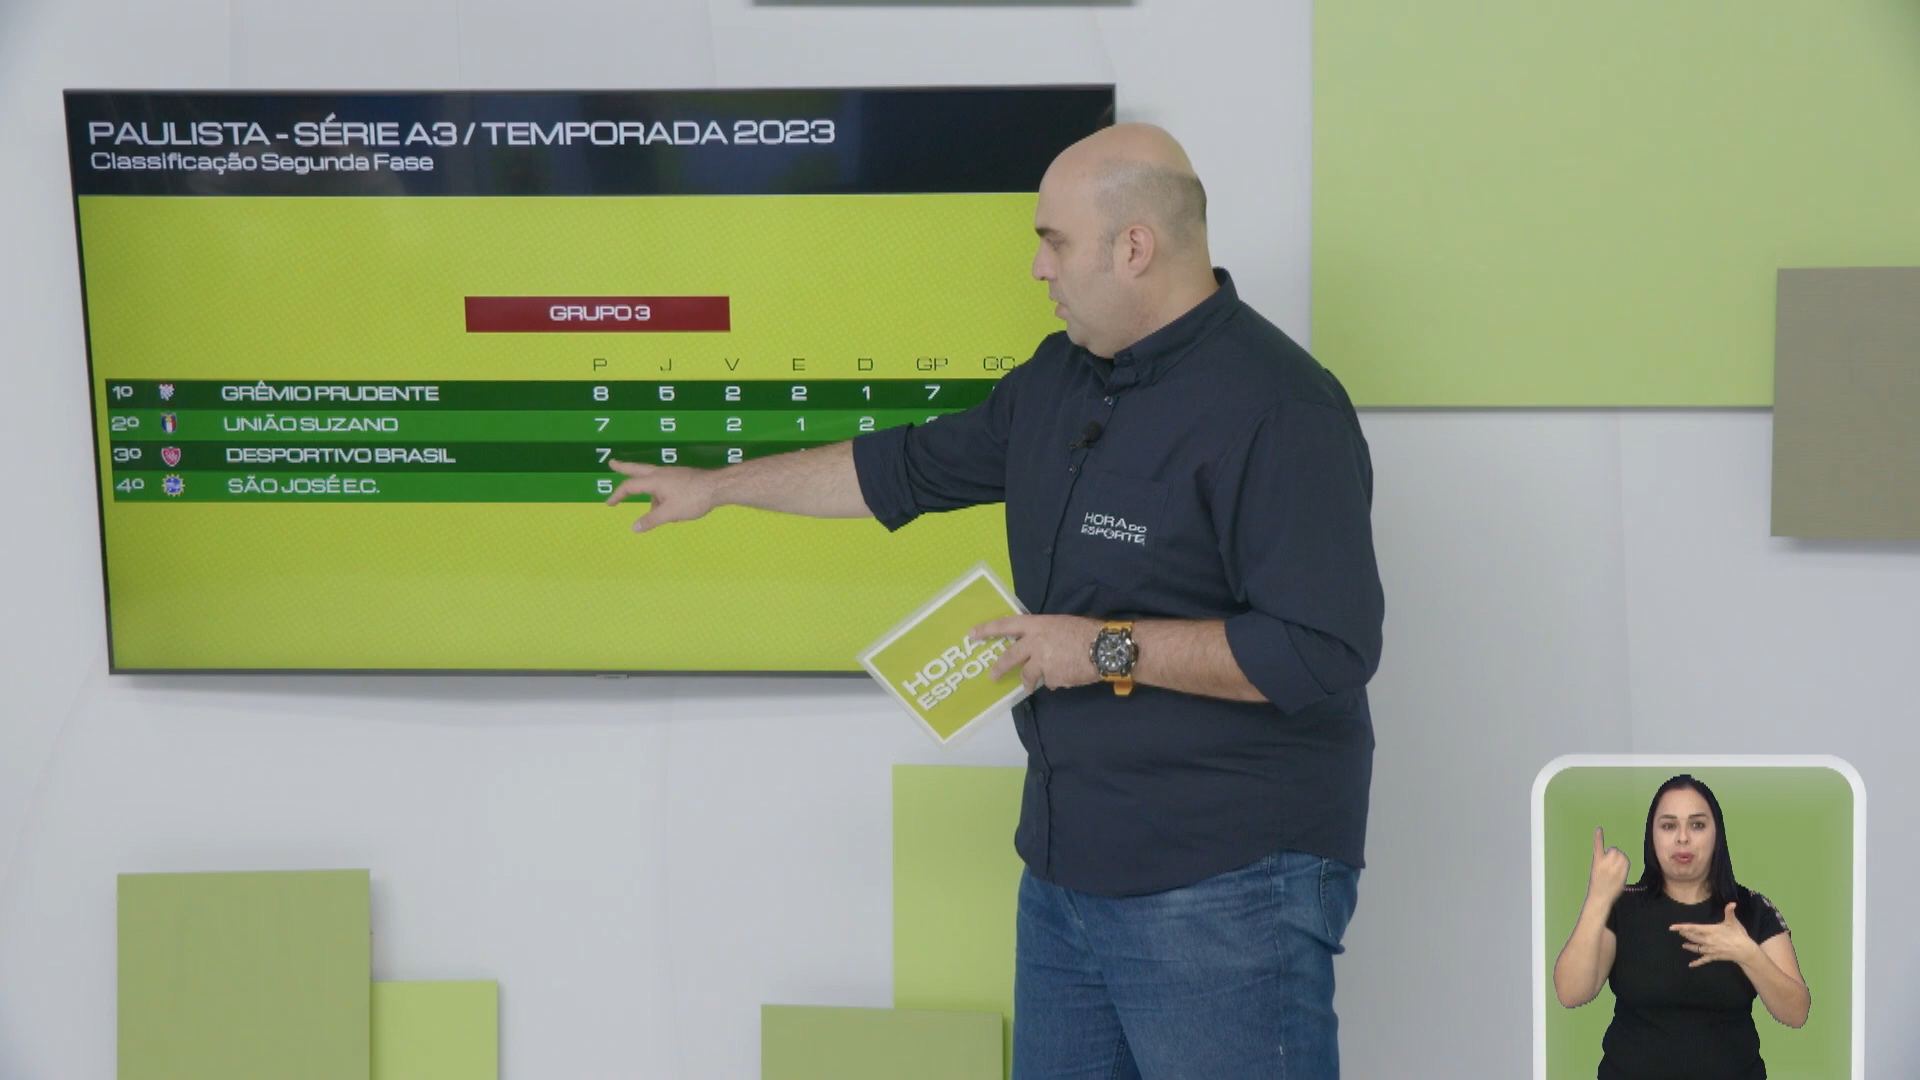 PAULISTA - SÉRIE A3 / TEMPORADA 2023
Classificação Segunda Fase
GRUPO 3
P J V E D GP GC
1º GRÊMIO PRUDENTE 8 5 2 2 1 7
2º UNIÃO SUZANO 7 5 2 1 2
3º DESPORTIVO BRASIL 7 5 2
4º SÃO JOSÉ E.C. 5
HORA DO
ESPORTE
HORA
ESPORTE